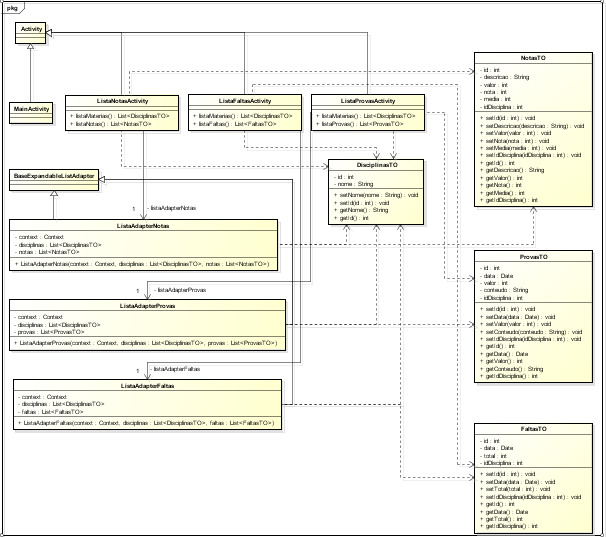 pkg
Activity
MainActivity
ListaNotasActivity
+ listaMaterias() : List<DisciplinasTO>
+ listaNotas() : List<NotasTO>
ListaFaltasActivity
+ listaMaterias() : List<DisciplinasTO>
+ listaFaltas() : List<FaltasTO>
ListaProvasActivity
+ listaMaterias() : List<DisciplinasTO>
+ listaProvas() : List<ProvasTO>
NotasTO
- id : int
- descricao : String
- valor : int
- nota : int
- media : int
- idDisciplina : int
+ setId(id : int) : void
+ setDescricao(descricao : String) : void
+ setValor(valor : int) : void
+ setNota(nota : int) : void
+ setMedia(media : int) : void
+ setIdDisciplina(idDisciplina : int) : void
+ getId() : int
+ getDescricao() : String
+ getValor() : int
+ getNota() : int
+ getMedia() : int
+ getIdDisciplina() : int
DisciplinasTO
- id : int
- nome : String
+ setNome(nome : String) : void
+ setId(id : int) : void
+ getNome() : String
+ getId() : int
BaseExpandableListAdapter
1
- listaAdapterNotas
ListaAdapterNotas
- context : Context
- disciplinas : List<DisciplinasTO>
- notas : List<NotasTO>
+ ListaAdapterNotas(context : Context, disciplinas : List<DisciplinasTO>, notas : List<NotasTO>)
1
- listaAdapterProvas
ListaAdapterProvas
- context : Context
- disciplinas : List<DisciplinasTO>
- provas : List<ProvasTO>
+ ListaAdapterProvas(context : Context, disciplinas : List<DisciplinasTO>, provas : List<ProvasTO>)
1
- listaAdapterFaltas
ListaAdapterFaltas
- context : Context
- disciplinas : List<DisciplinasTO>
- faltas : List<FaltasTO>
+ ListaAdapterFaltas(context : Context, disciplinas : List<DisciplinasTO>, faltas : List<FaltasTO>)
ProvasTO
- id : int
- data : Date
- valor : int
- conteudo : String
- idDisciplina : int
+ setId(id : int) : void
+ setData(data : Date) : void
+ setValor(valor : int) : void
+ setConteudo(conteudo : String) : void
+ setIdDisciplina(idDisciplina : int) : void
+ getId() : int
+ getData() : Date
+ getValor() : int
+ getConteudo() : String
+ getIdDisciplina() : int
FaltasTO
- id : int
- data : Date
- total : int
- idDisciplina : int
+ setId(id : int) : void
+ setData(data : Date) : void
+ setTotal(total : int) : void
+ setIdDisciplina(idDisciplina : int) : void
+ getId() : int
+ getData() : Date
+ getTotal() : int
+ getIdDisciplina() : int